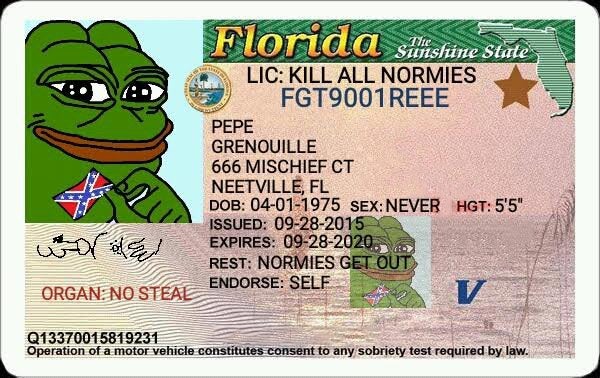 Florida The Sunshine State
LIC: KILL ALL NORMIES
FGT9001REEE
PEPE
GRENOUILLE
666 MISCHIEF CT
NEETVILLE, FL
DOB: 04-01-1975 SEX: NEVER HGT: 5'5"
ISSUED: 09-28-2015
EXPIRES: 09-28-2020
REST: NORMIES GET OUT
ENDORSE: SELF
ORGAN: NO STEAL
V
Q13370015819231
Operation of a motor vehicle constitutes consent to any sobriety test required by law.